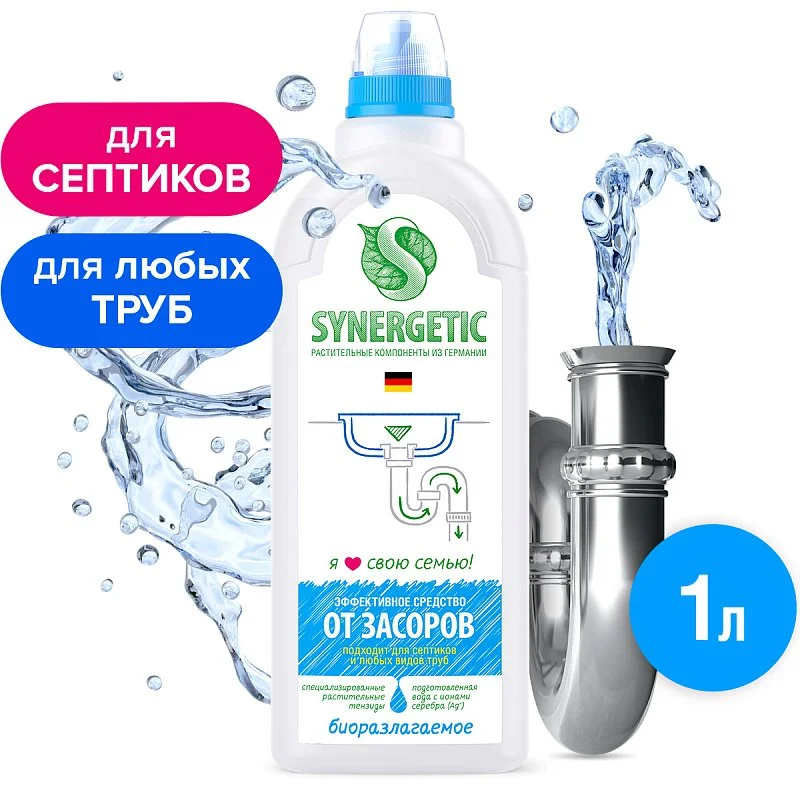 для
СЕПТИКОВ
для любых
ТРУБ
SYNERGETIC
РАСТИТЕЛЬНЫЕ КОМПОНЕНТЫ ИЗ ГЕРМАНИИ
я ❤ свою семью!
ЭФФЕКТИВНОЕ СРЕДСТВО
ОТ ЗАСОРОВ
ПОДХОДИТ ДЛЯ СЕПТИКОВ
И ЛЮБЫХ ВИДОВ ТРУБ
специализированные
растительные
тензиды
подготовленная
вода с ионами
серебра (Ag⁺)
биоразлагаемое
1л